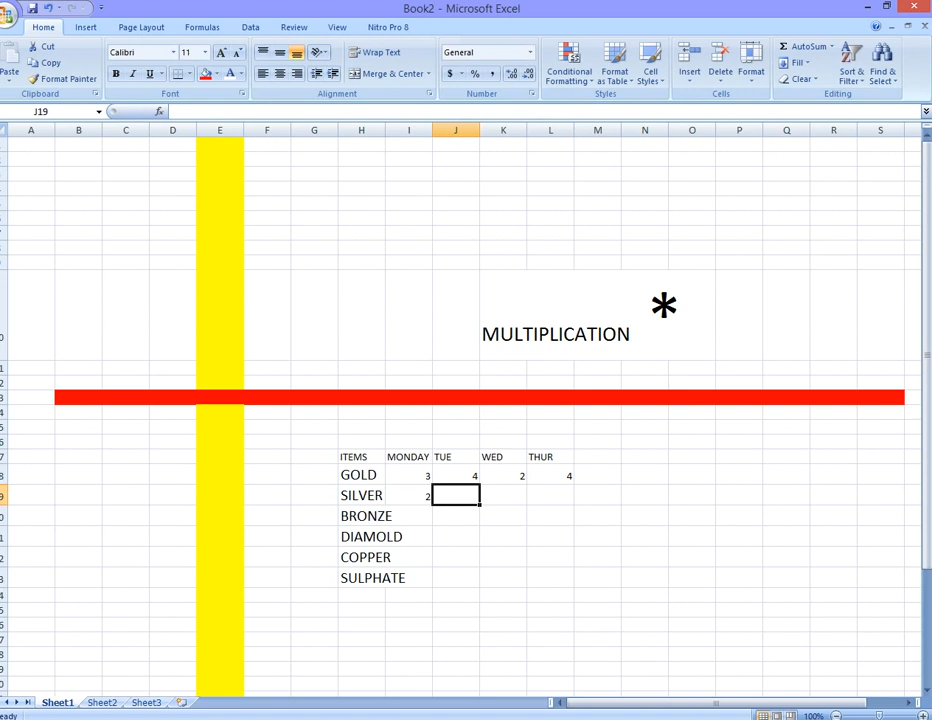 Book2 - Microsoft Excel
Home Insert Page Layout Formulas Data Review View Nitro Pro 8
Cut
Copy
Format Painter
Paste
Clipboard
Calibri 11 A A
B I U A
Font
Wrap Text
Merge & Center
Alignment
General
$ % ,
Number
Conditional Formatting
Format as Table
Cell Styles
Styles
Insert Delete Format
Cells
Σ AutoSum
Fill
Clear
Sort & Filter
Find & Select
Editing
J19 fx
A B C D E F G H I J K L M N O P Q R S
*
MULTIPLICATION
ITEMS MONDAY TUE WED THUR
GOLD 3 4 2 4
SILVER 2
BRONZE
DIAMOLD
COPPER
SULPHATE
Sheet1 Sheet2 Sheet3
100%